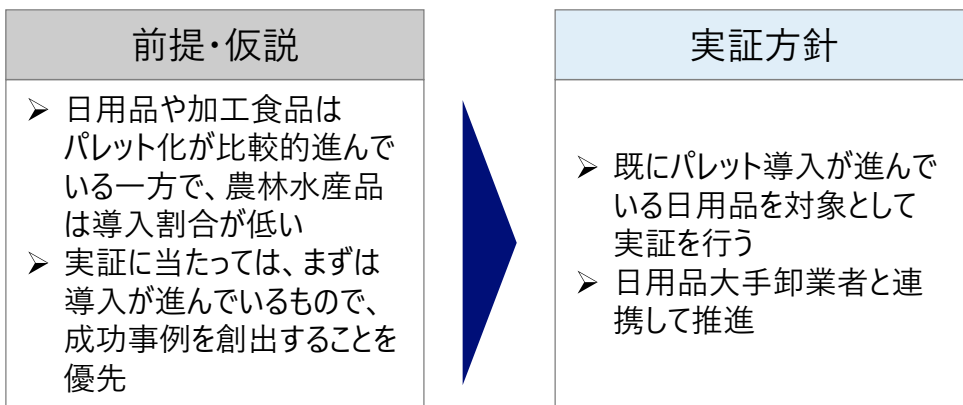 前提・仮説
➢ 日用品や加工食品は
パレット化が比較的進んで
いる一方で、農林水産品
は導入割合が低い
➢ 実証に当たっては、まずは
導入が進んでいるもので、
成功事例を創出することを
優先
実証方針
➢ 既にパレット導入が進んで
いる日用品を対象として
実証を行う
➢ 日用品大手卸業者と連
携して推進